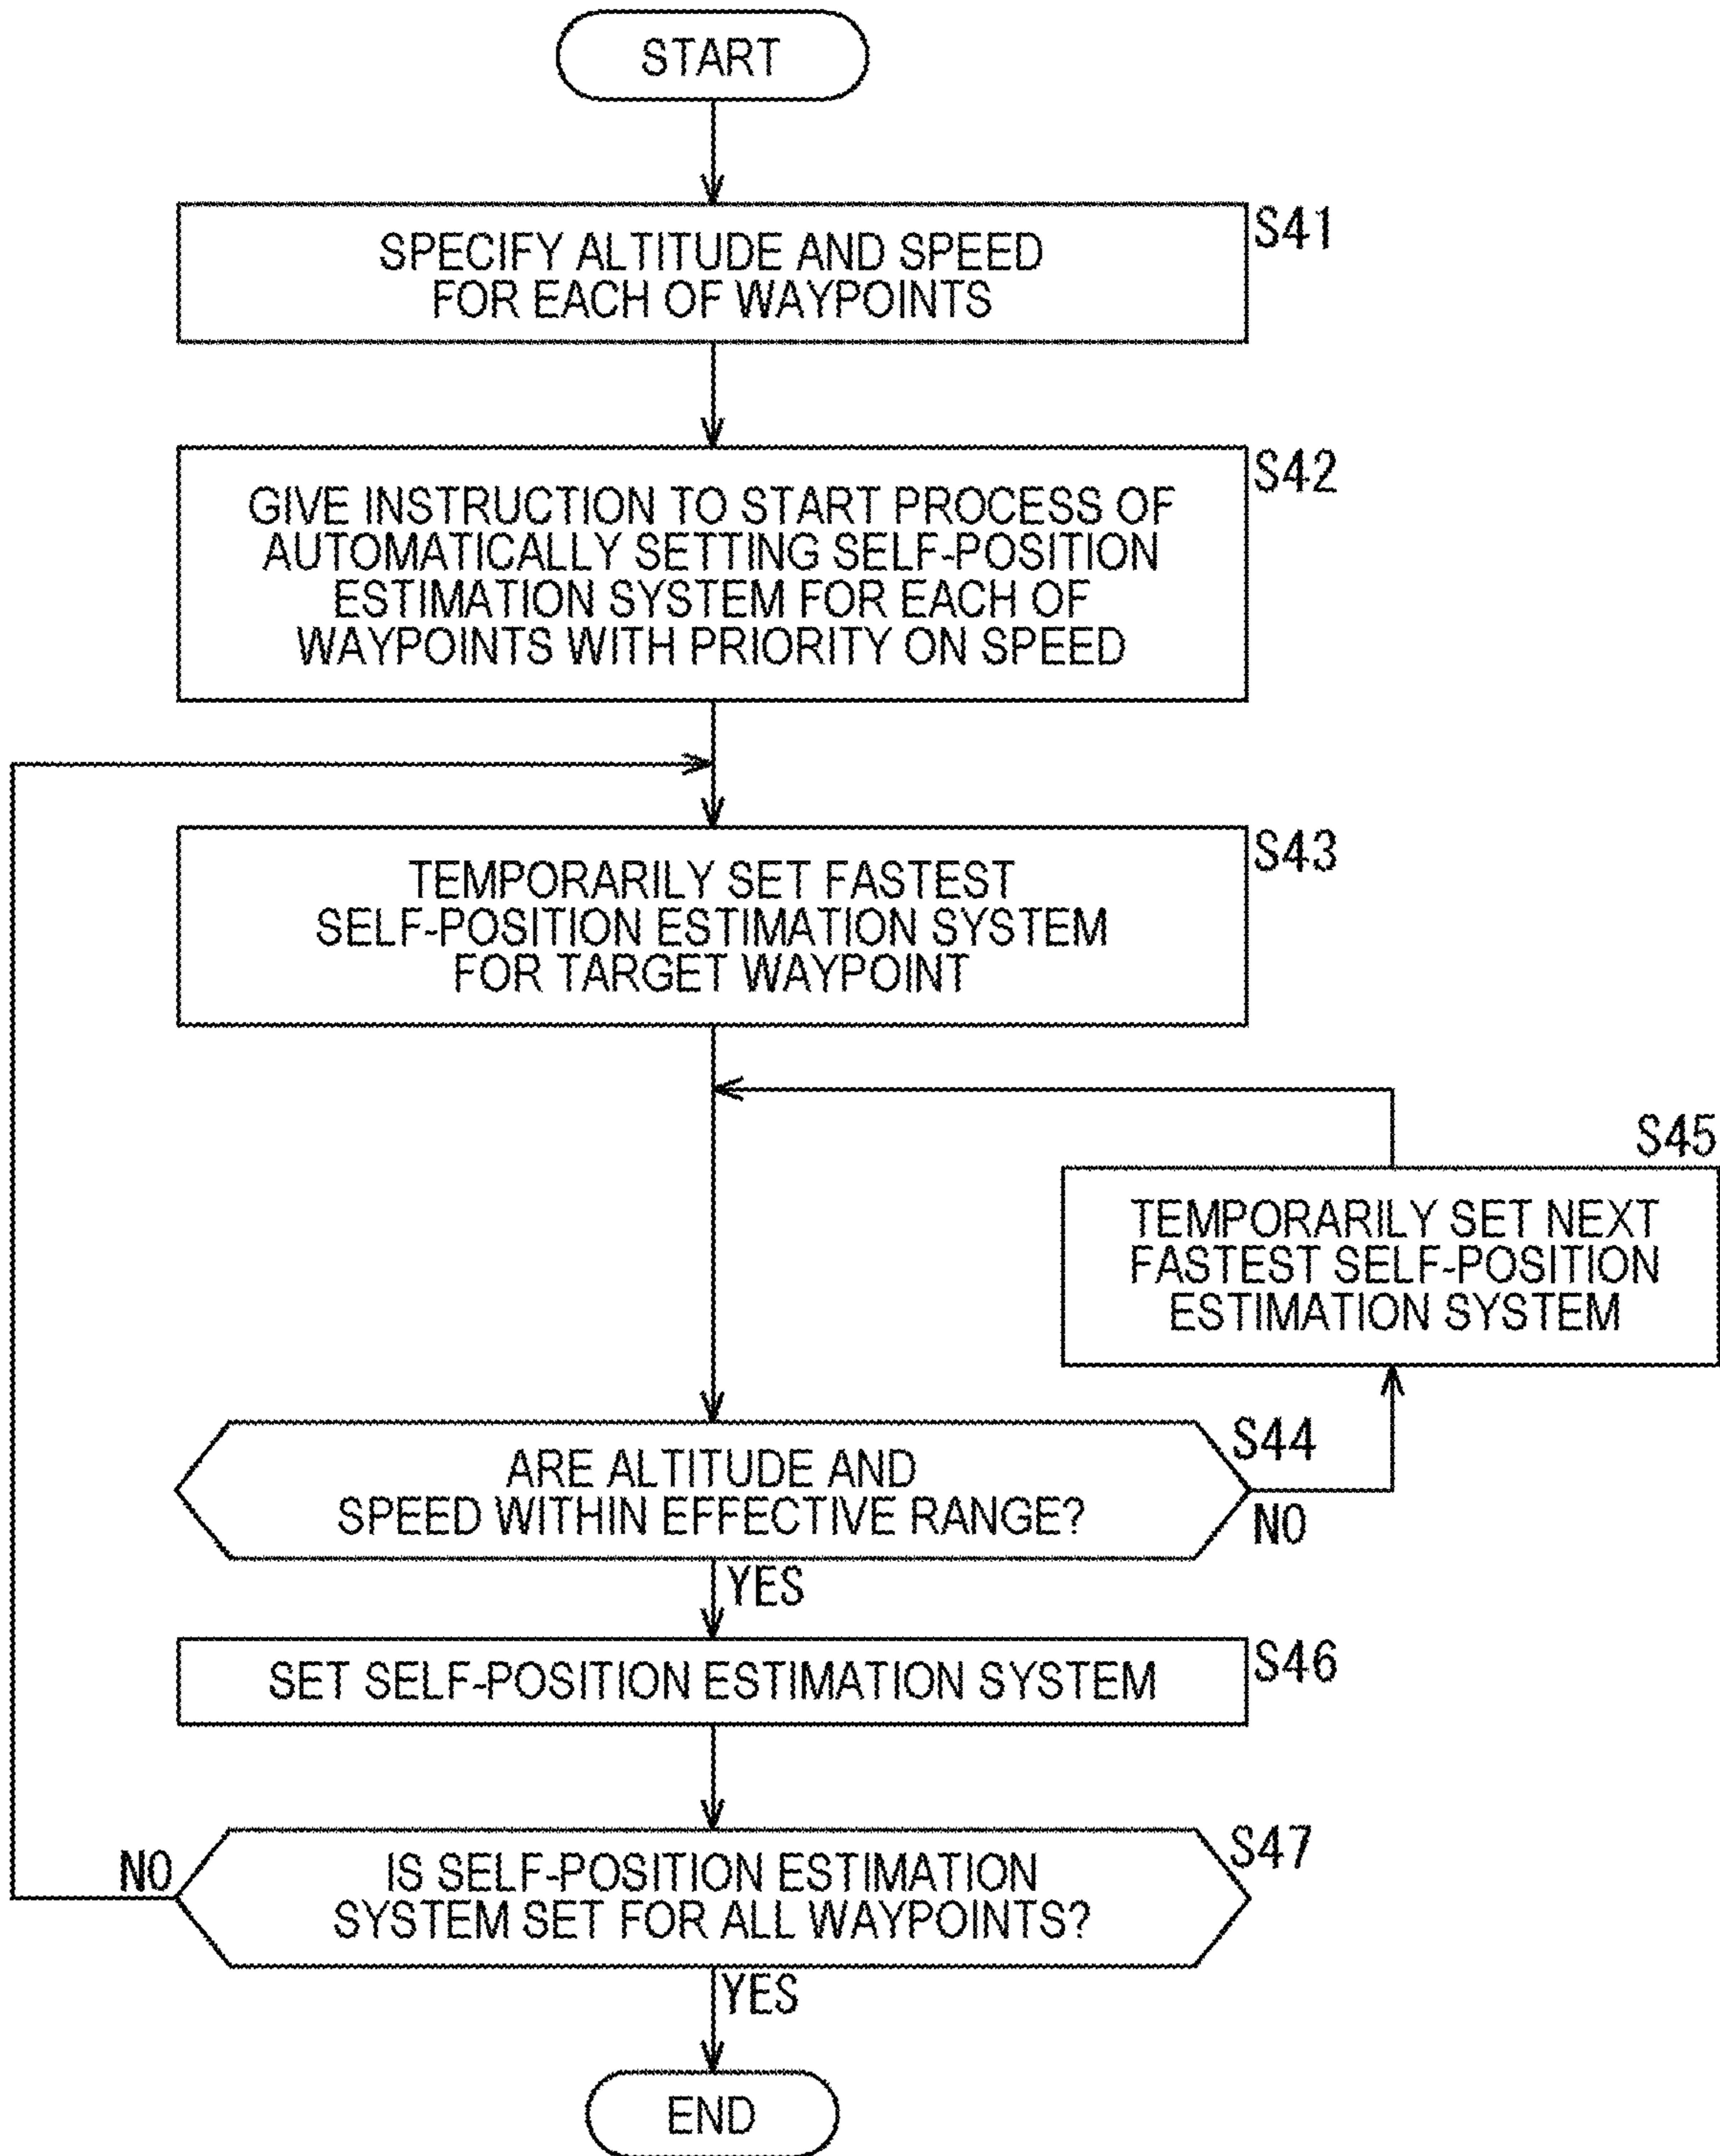 START
S41
SPECIFY ALTITUDE AND SPEED
FOR EACH OF WAYPOINTS
S42
GIVE INSTRUCTION TO START PROCESS OF
AUTOMATICALLY SETTING SELF-POSITION
ESTIMATION SYSTEM FOR EACH OF
WAYPOINTS WITH PRIORITY ON SPEED
S43
TEMPORARILY SET FASTEST
SELF-POSITION ESTIMATION SYSTEM
FOR TARGET WAYPOINT
S45
TEMPORARILY SET NEXT
FASTEST SELF-POSITION
ESTIMATION SYSTEM
S44
ARE ALTITUDE AND
SPEED WITHIN EFFECTIVE RANGE?
NO
YES
S46
SET SELF-POSITION ESTIMATION SYSTEM
S47
NO
IS SELF-POSITION ESTIMATION
SYSTEM SET FOR ALL WAYPOINTS?
YES
END